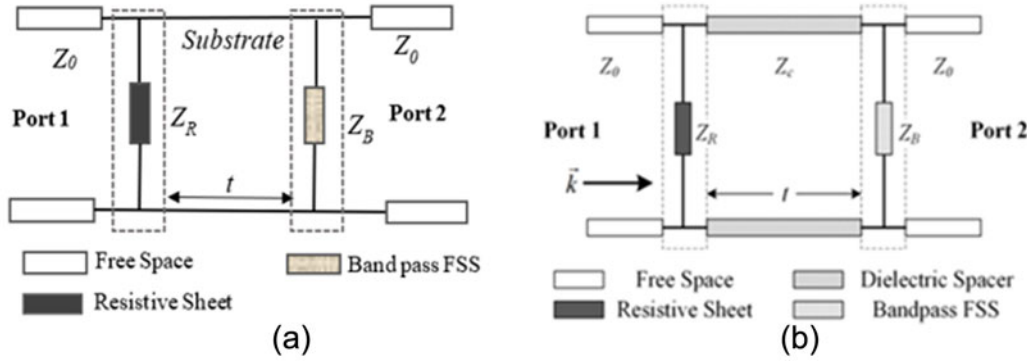 Substrate
Z0
Z0
Port 1
ZR
ZB
Port 2
t
Free Space
Band pass FSS
Resistive Sheet
(a)
Z0
Zc
Z0
Port 1
ZR
ZB
Port 2
k
t
Free Space
Dielectric Spacer
Resistive Sheet
Bandpass FSS
(b)